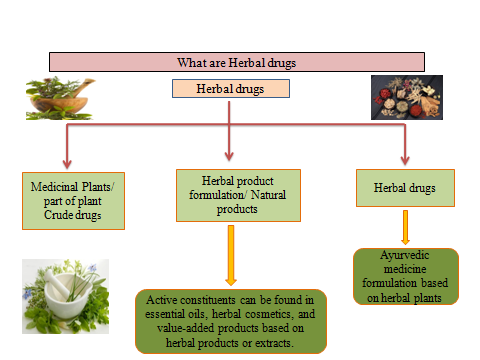 What are Herbal drugs
Herbal drugs
Medicinal Plants/
part of plant
Crude drugs
Herbal product
formulation/ Natural
products
Herbal drugs
Active constituents can be found in
essential oils, herbal cosmetics, and
value-added products based on
herbal products or extracts.
Ayurvedic
medicine
formulation based
on herbal plants